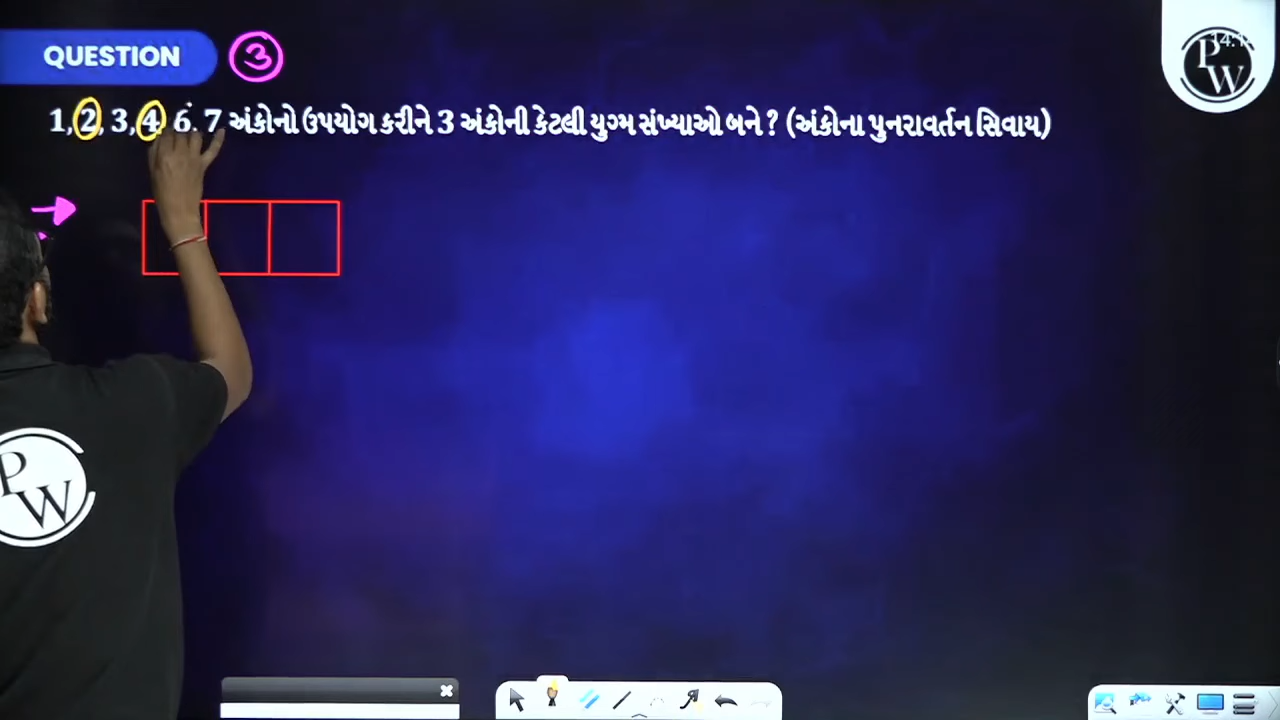 QUESTION 3
1, 2, 3, 4, 6. 7 અંકોનો ઉપયોગ કરીને 3 અંકોની કેટલી યુગ્મ સંખ્યાઓ બને ? (અંકોના પુનરાવર્તન સિવાય)
PW
PW